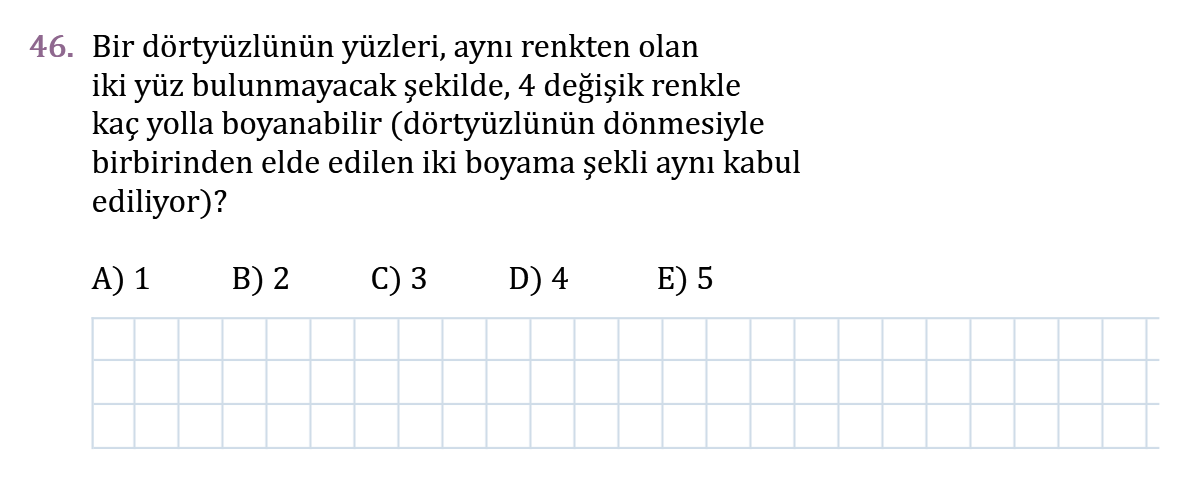 46. Bir dörtyüzlünün yüzleri, aynı renkten olan
iki yüz bulunmayacak şekilde, 4 değişik renkle
kaç yolla boyanabilir (dörtyüzlünün dönmesiyle
birbirinden elde edilen iki boyama şekli aynı kabul
ediliyor)?
A) 1 B) 2 C) 3 D) 4 E) 5